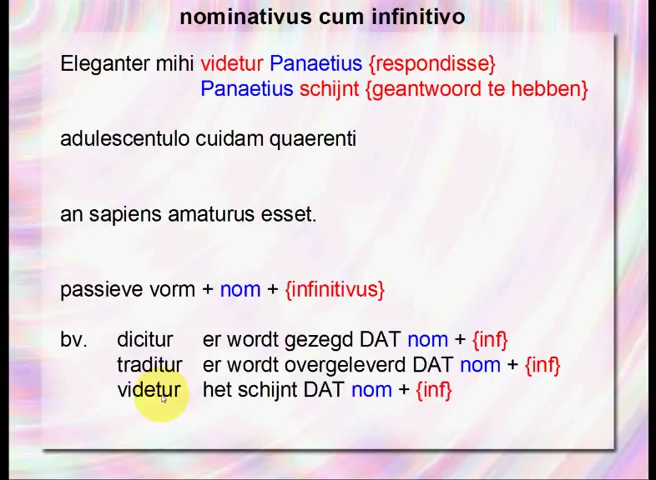 nominativus cum infinitivo
Eleganter mihi videtur Panaetius {respondisse}
Panaetius schijnt {geantwoord te hebben}
adulescentulo cuidam quaerenti
an sapiens amaturus esset.
passieve vorm + nom + {infinitivus}
bv. dicitur er wordt gezegd DAT nom + {inf}
traditur er wordt overgeleverd DAT nom + {inf}
videtur het schijnt DAT nom + {inf}